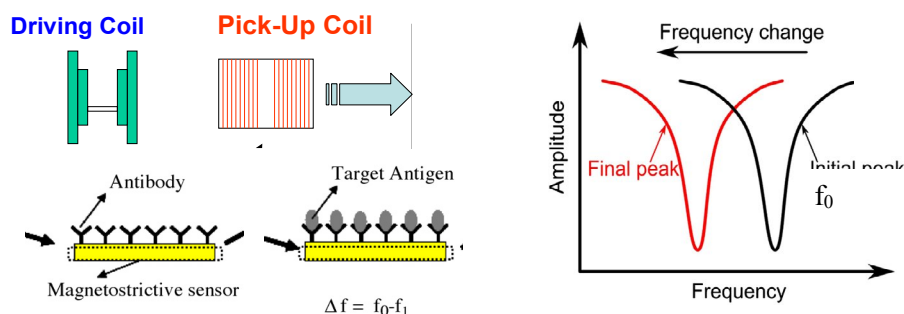 Driving Coil
Pick-Up Coil
Antibody
Target Antigen
Magnetostrictive sensor
Δf = f₀-f₁
Frequency change
Amplitude
Final peak
Initial peak
f₀
Frequency